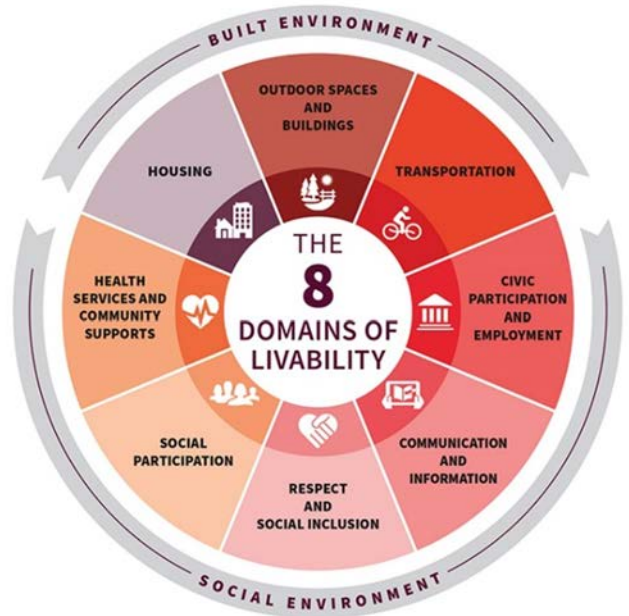 BUILT ENVIRONMENT
OUTDOOR SPACES
AND
BUILDINGS
TRANSPORTATION
CIVIC
PARTICIPATION
AND
EMPLOYMENT
COMMUNICATION
AND
INFORMATION
RESPECT
AND
SOCIAL INCLUSION
SOCIAL
PARTICIPATION
HEALTH
SERVICES AND
COMMUNITY
SUPPORTS
HOUSING
THE
8
DOMAINS OF
LIVABILITY
SOCIAL ENVIRONMENT